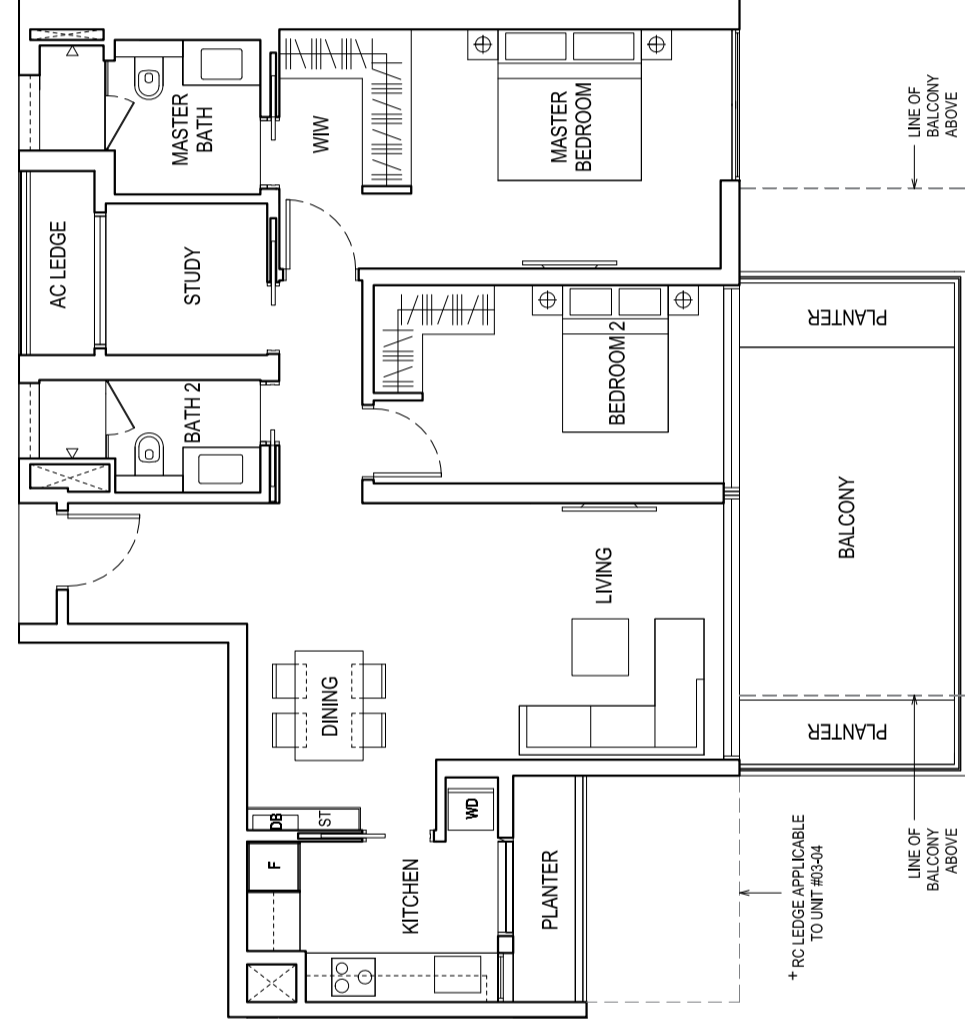 MASTER
BATH
WIW
MASTER
BEDROOM
LINE OF
BALCONY
ABOVE
AC LEDGE
STUDY
BATH 2
BEDROOM 2
PLANTER
BALCONY
LIVING
DINING
PLANTER
DB
ST
F
WD
KITCHEN
PLANTER
+ RC LEDGE APPLICABLE
TO UNIT #03-04
LINE OF
BALCONY
ABOVE